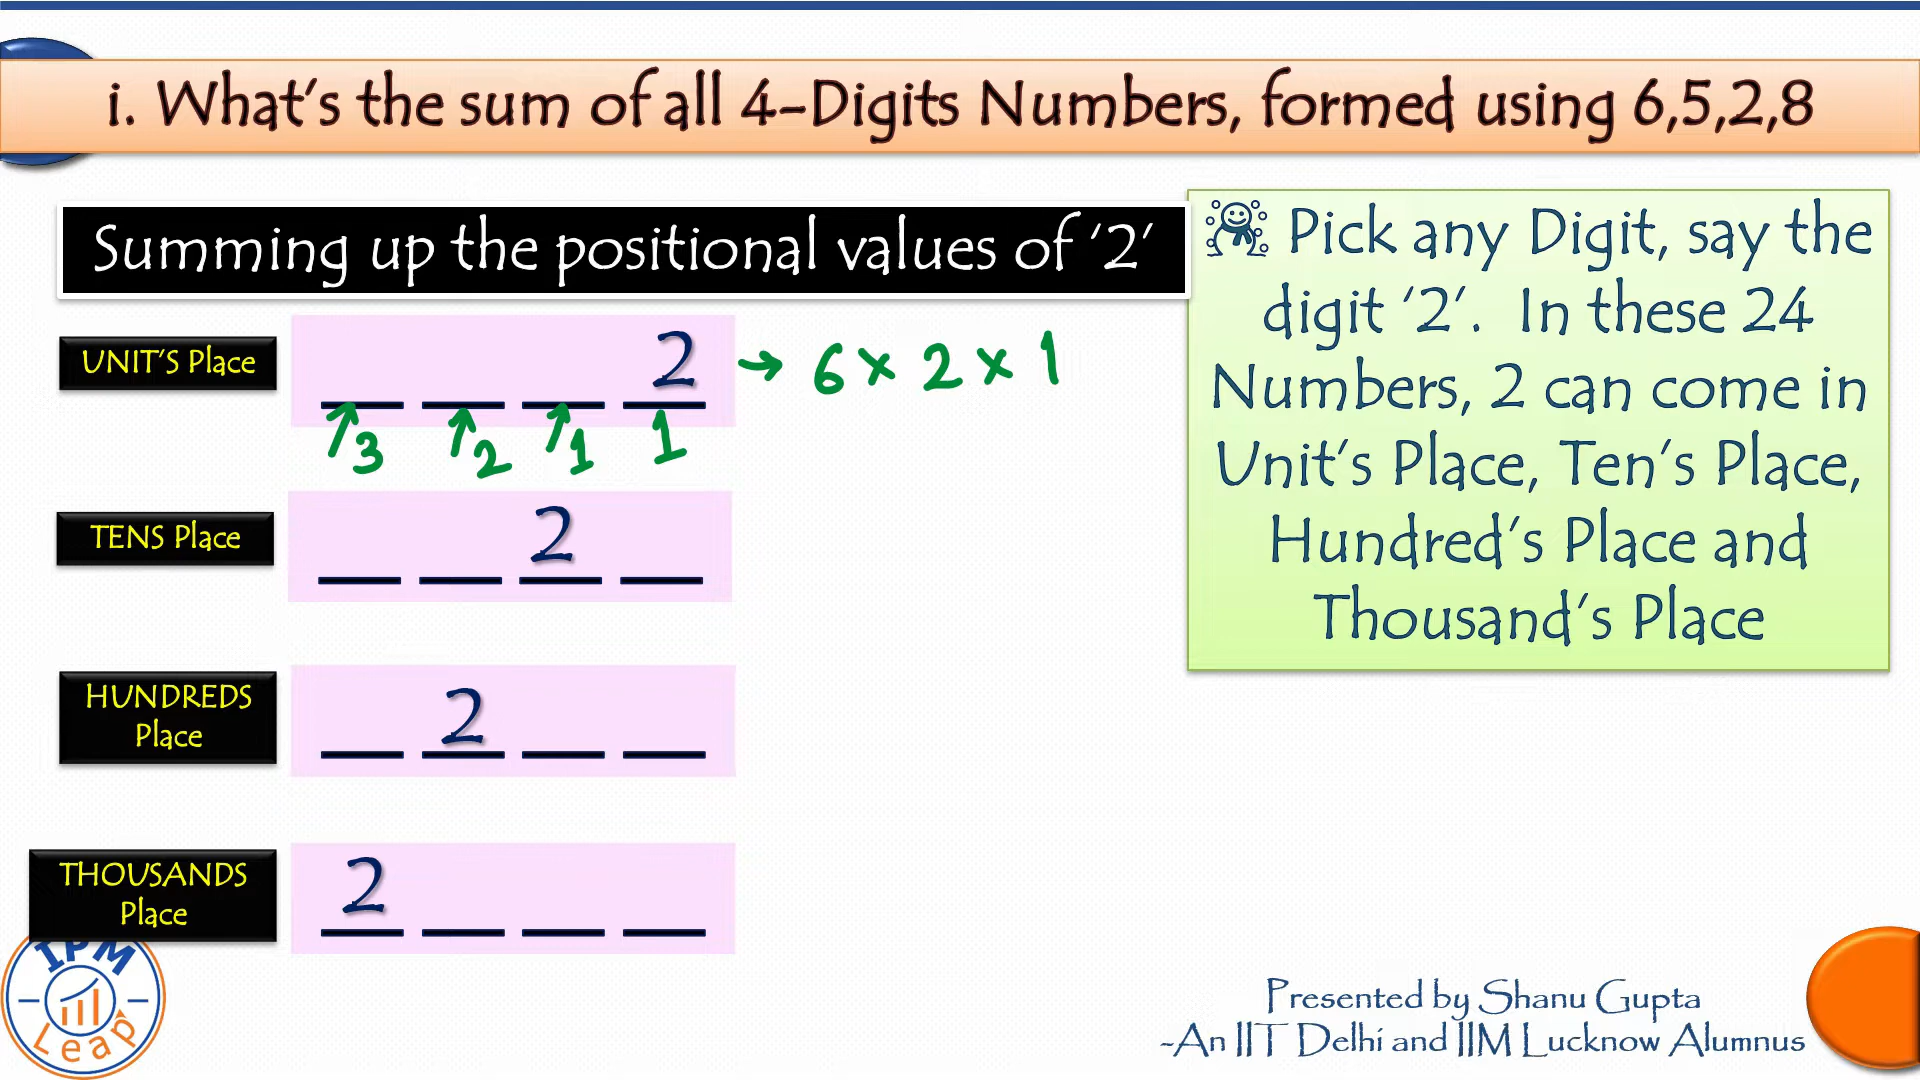 i. What's the sum of all 4-Digits Numbers, formed using 6,5,2,8
Summing up the positional values of '2'
Pick any Digit, say the
digit '2'. In these 24
Numbers, 2 can come in
Unit's Place, Ten's Place,
Hundred's Place and
Thousand's Place
UNIT'S Place
2 → 6 × 2 × 1
3 2 1 1
TENS Place
2
HUNDREDS
Place
2
THOUSANDS
Place
2
IPM
Leap
Presented by Shanu Gupta
-An IIT Delhi and IIM Lucknow Alumnus